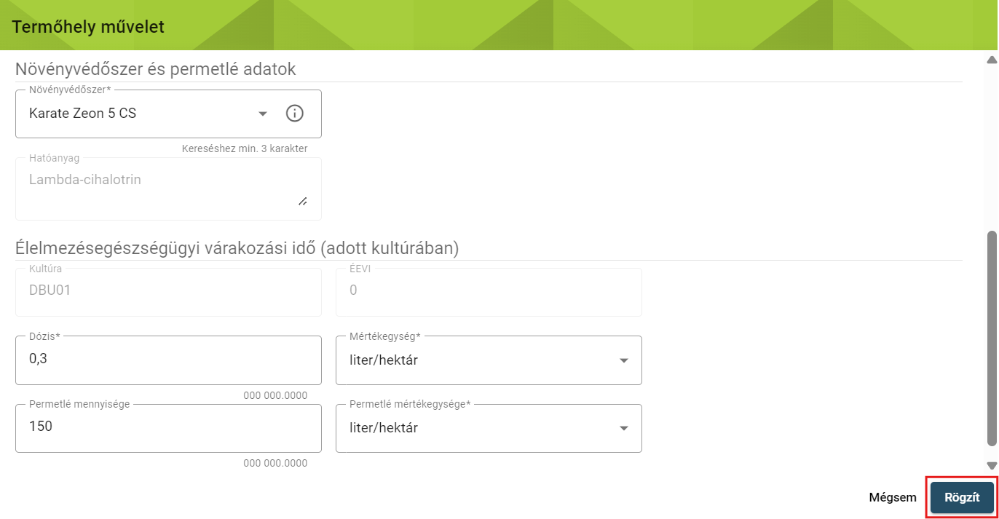 Termőhely művelet
Növényvédőszer és permetlé adatok
Növényvédőszer*
Karate Zeon 5 CS
Kereséshez min. 3 karakter
Hatóanyag
Lambda-cihalotrin
Élelmezésegészségügyi várakozási idő (adott kultúrában)
Kultúra
DBU01
ÉEVI
0
Dózis*
0,3
000 000.0000
Mértékegység*
liter/hektár
Permetlé mennyisége
150
000 000.0000
Permetlé mértékegysége*
liter/hektár
Mégsem
Rögzít